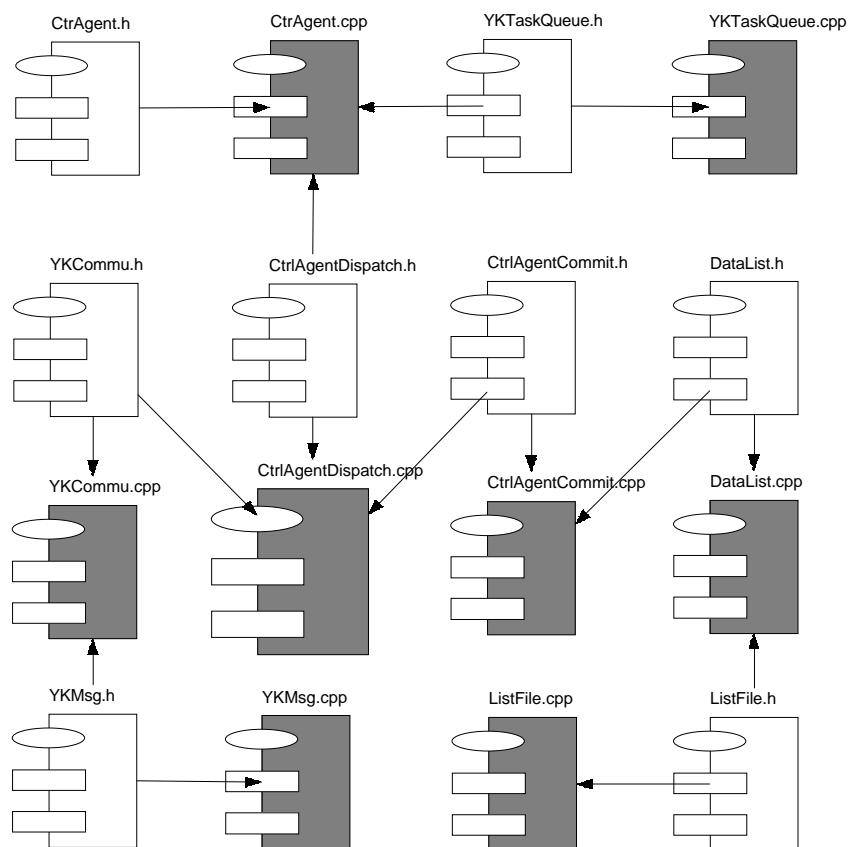 CtrAgent.h
CtrAgent.cpp
YKTaskQueue.h
YKTaskQueue.cpp
YKCommu.h
CtrlAgentDispatch.h
CtrlAgentCommit.h
DataList.h
CtrlAgentDispatch.cpp
YKCommu.cpp
CtrlAgentCommit.cpp
DataList.cpp
YKMsg.h
YKMsg.cpp
ListFile.cpp
ListFile.h